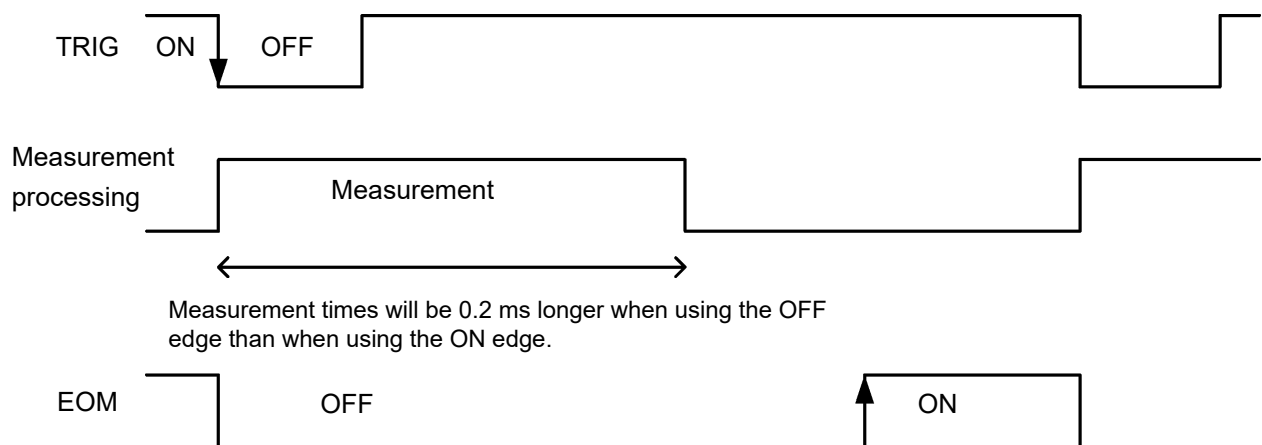 TRIG ON OFF
Measurement
processing
Measurement
Measurement times will be 0.2 ms longer when using the OFF
edge than when using the ON edge.
EOM OFF ON